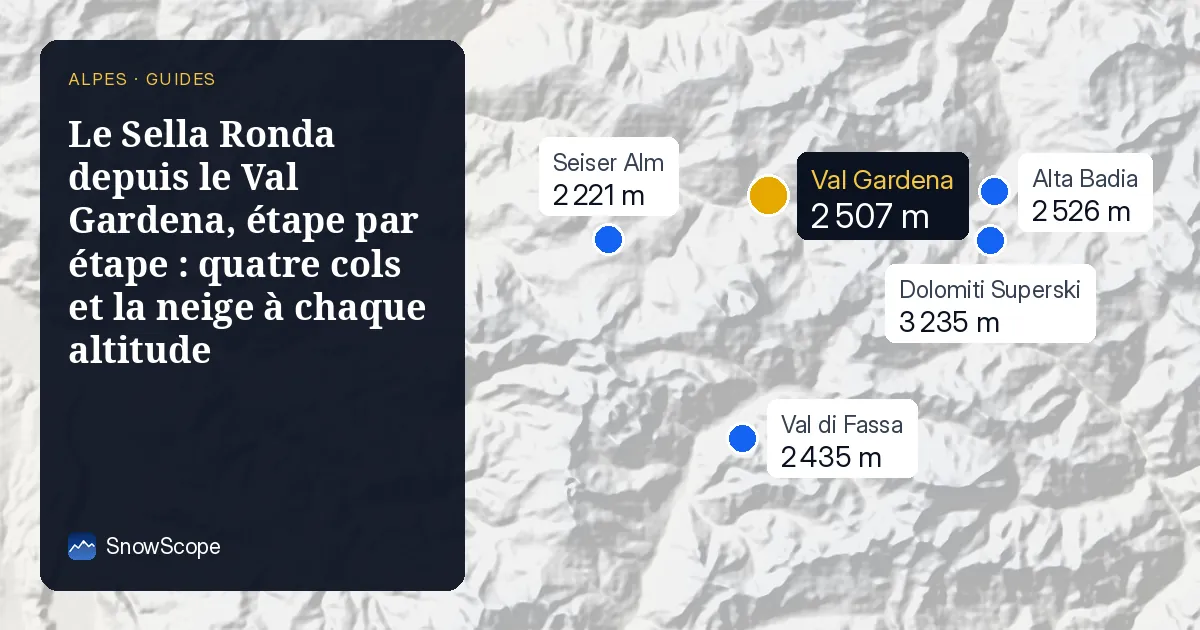 ALPES · GUIDES
Le Sella Ronda
depuis le Val
Gardena, étape par
étape : quatre cols
et la neige à chaque
altitude
SnowScope
Seiser Alm
2 221 m
Val Gardena
2 507 m
Alta Badia
2 526 m
Dolomiti Superski
3 235 m
Val di Fassa
2 435 m